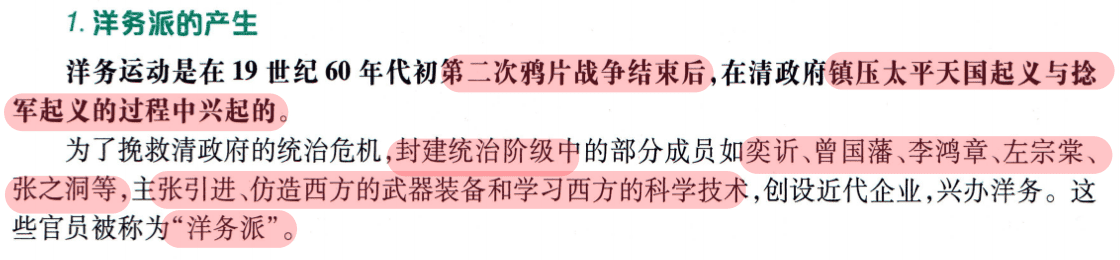 1. 洋务派的产生
洋务运动是在 19 世纪 60 年代初第二次鸦片战争结束后,在清政府镇压太平天国起义与捻
军起义的过程中兴起的。
为了挽救清政府的统治危机,封建统治阶级中的部分成员如奕䜣、曾国藩、李鸿章、左宗棠、
张之洞等,主张引进、仿造西方的武器装备和学习西方的科学技术,创设近代企业,兴办洋务。这
些官员被称为“洋务派”。